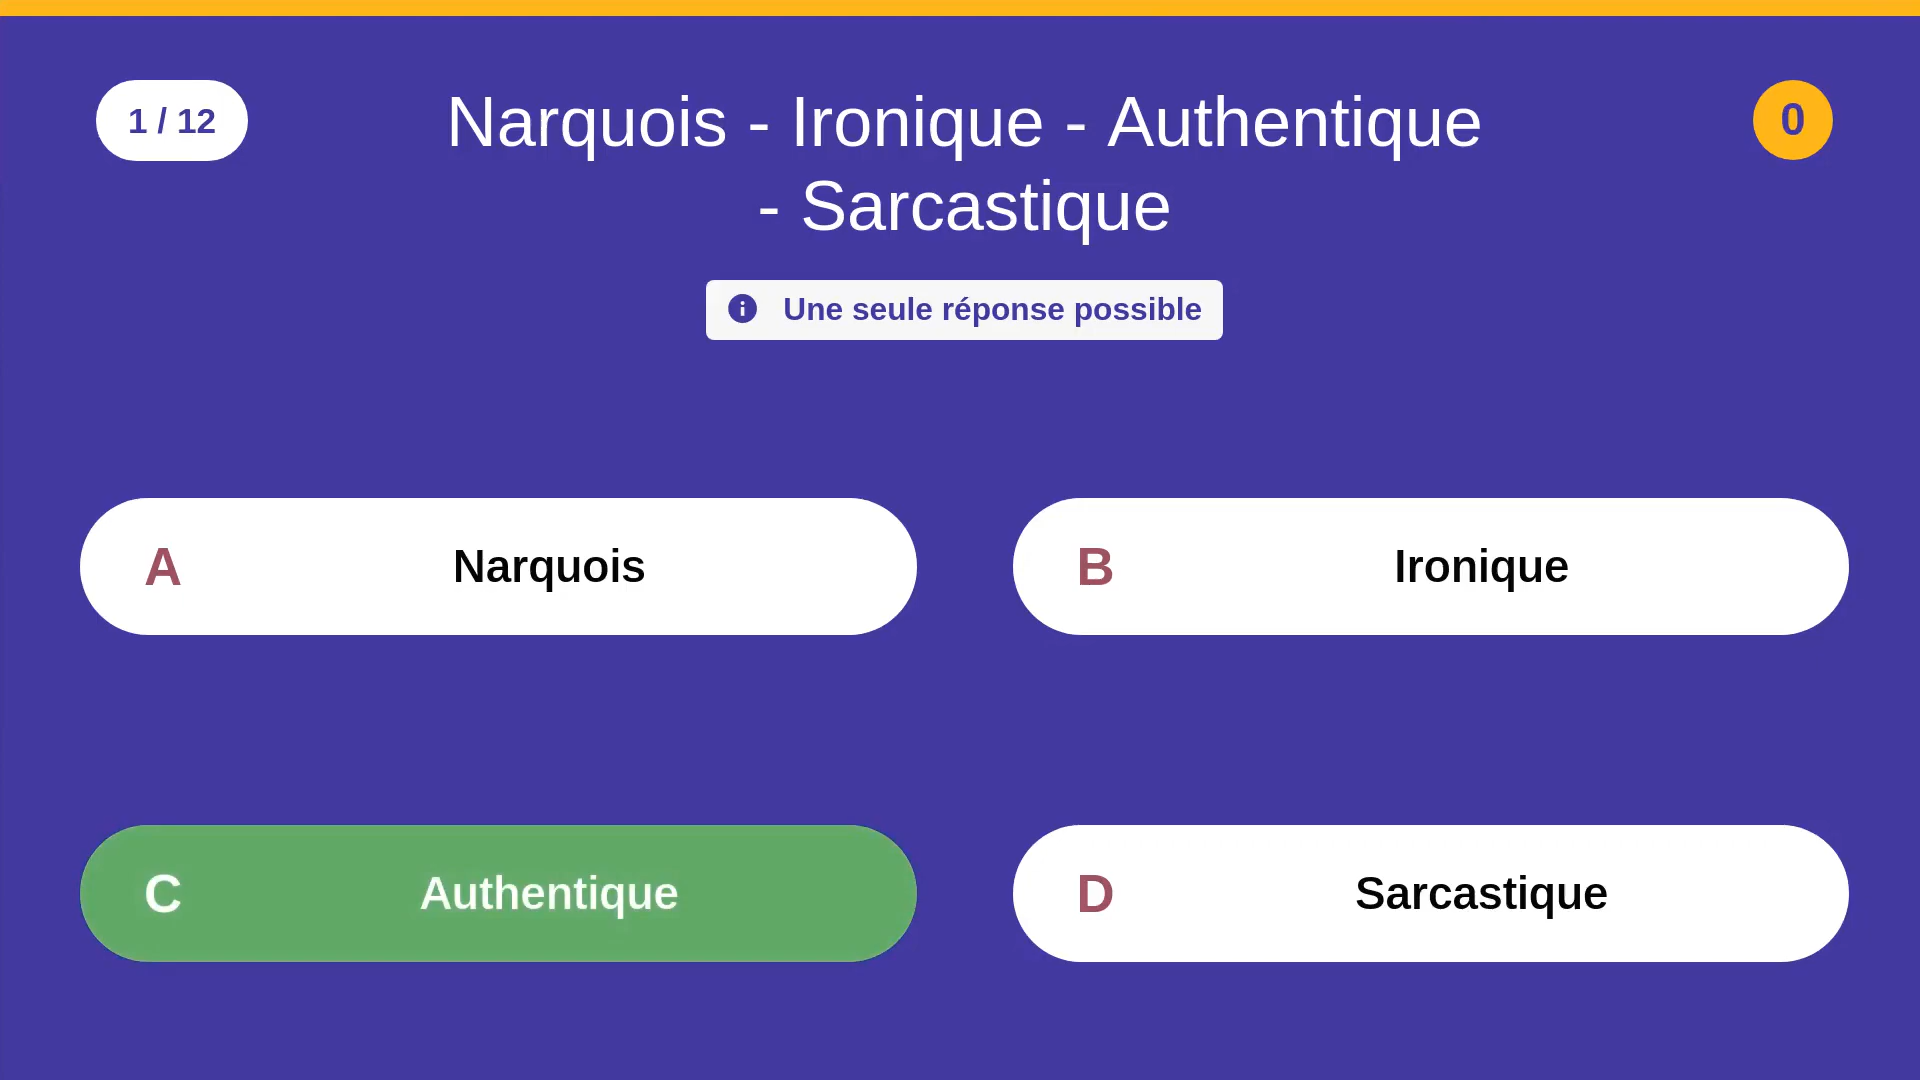 1 / 12
Narquois - Ironique - Authentique
- Sarcastique
0
Une seule réponse possible
A Narquois
B Ironique
C Authentique
D Sarcastique